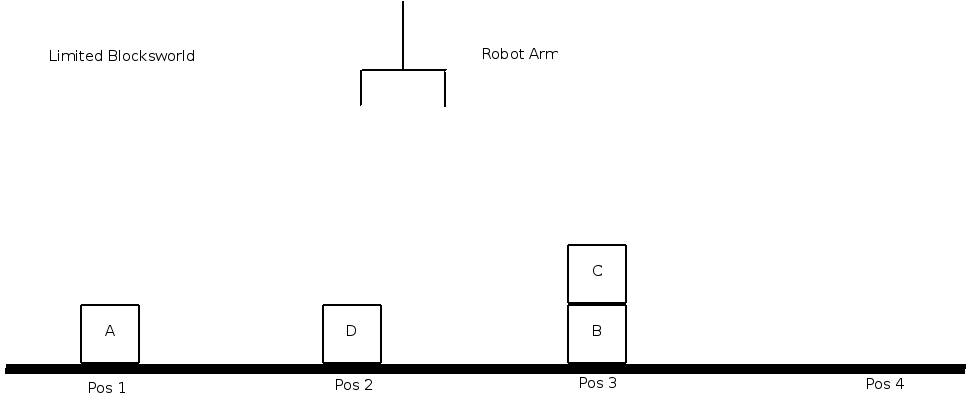 Limited Blocksworld
Robot Arm
C
A
D
B
Pos 1
Pos 2
Pos 3
Pos 4